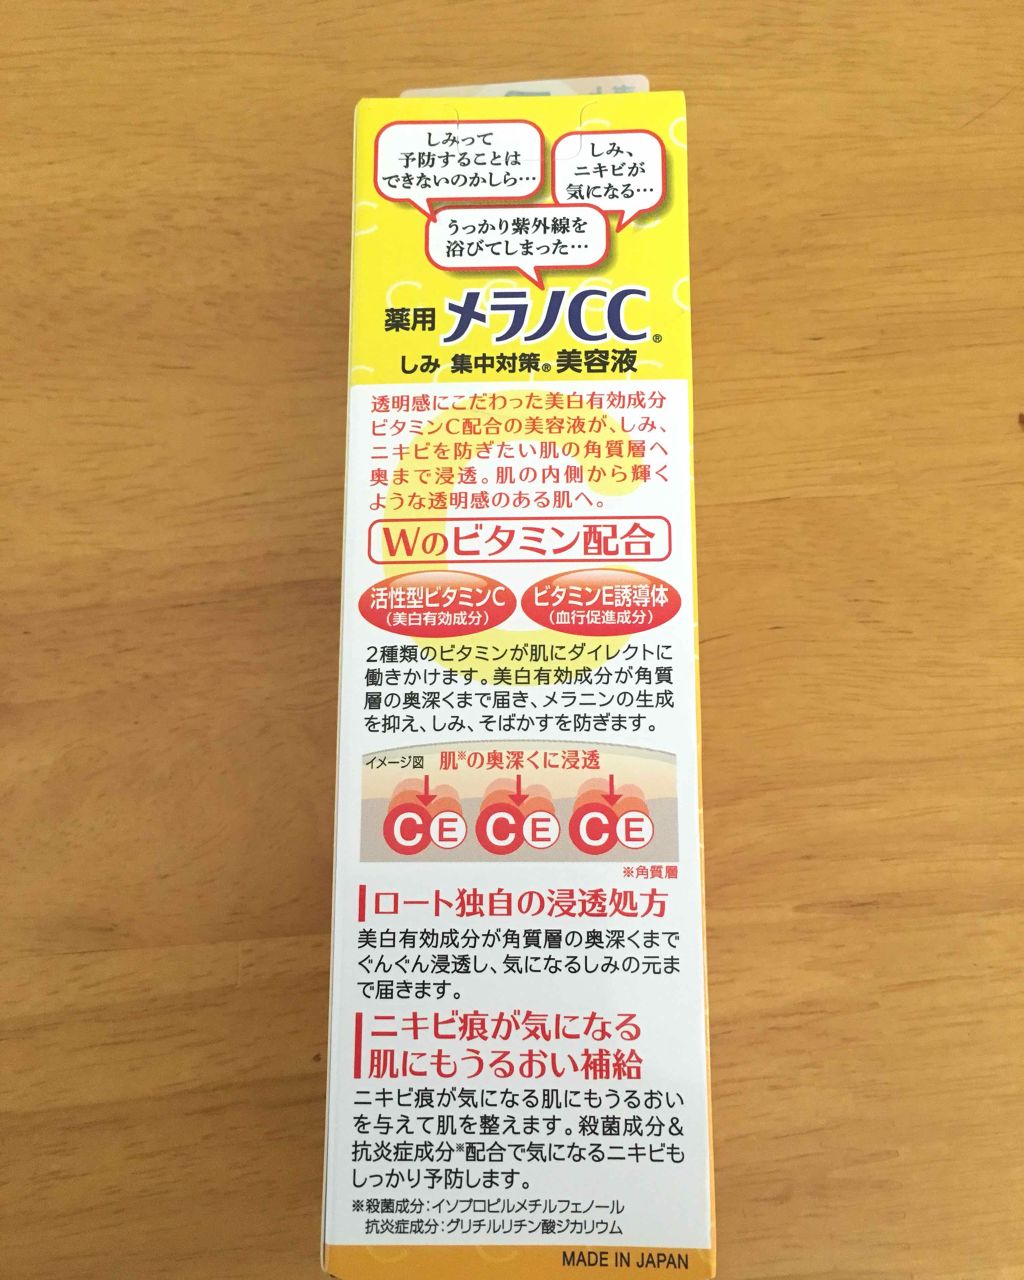 しみって
予防することは
できないのかしら…
しみ、
ニキビが
気になる…
うっかり紫外線を
浴びてしまった…
薬用 メラノCC®
しみ 集中対策® 美容液
透明感にこだわった美白有効成分
ビタミンC配合の美容液が、しみ、
ニキビを防ぎたい肌の角質層へ
奥まで浸透。肌の内側から輝く
ような透明感のある肌へ。
Wのビタミン配合
活性型ビタミンC
(美白有効成分)
ビタミンE誘導体
(血行促進成分)
2種類のビタミンが肌にダイレクトに
働きかけます。美白有効成分が角質
層の奥深くまで届き、メラニンの生成
を抑え、しみ、そばかすを防ぎます。
イメージ図 肌※の奥深くに浸透
C E C E C E
※角質層
ロート独自の浸透処方
美白有効成分が角質層の奥深くまで
ぐんぐん浸透し、気になるしみの元ま
で届きます。
ニキビ痕が気になる
肌にもうるおい補給
ニキビ痕が気になる肌にもうるおい
を与えて肌を整えます。殺菌成分&
抗炎症成分※配合で気になるニキビも
しっかり予防します。
※殺菌成分:イソプロピルメチルフェノール
抗炎症成分:グリチルリチン酸ジカリウム
MADE IN JAPAN